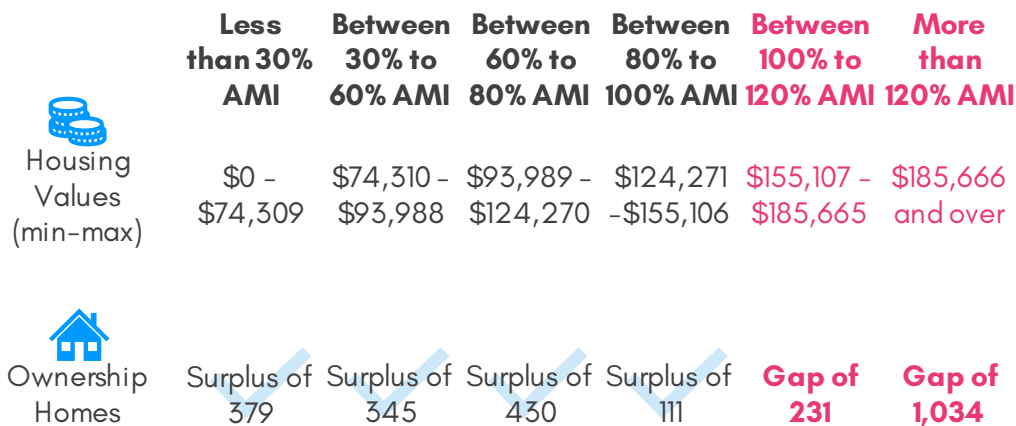 Less than 30% AMI
Between 30% to 60% AMI
Between 60% to 80% AMI
Between 80% to 100% AMI
Between 100% to 120% AMI
More than 120% AMI
Housing Values (min-max)
$0 - $74,309
$74,310 - $93,988
$93,989 - $124,270
$124,271 -$155,106
$155,107 - $185,665
$185,666 and over
Ownership Homes
Surplus of 379
Surplus of 345
Surplus of 430
Surplus of 111
Gap of 231
Gap of 1,034